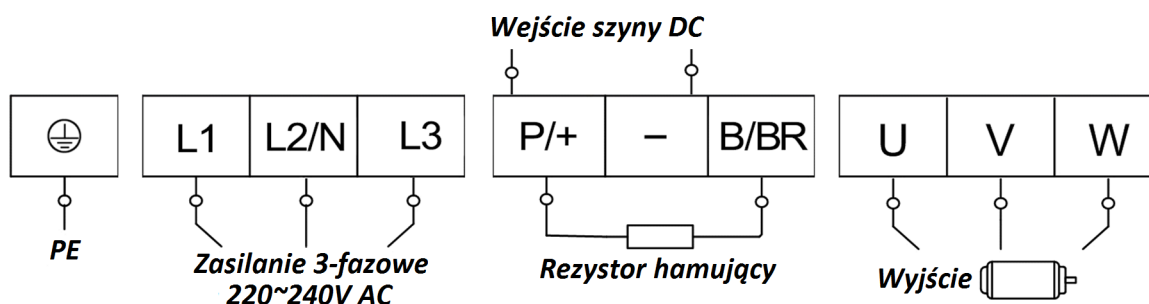 Wejście szyny DC
L1 L2/N L3 P/+ – B/BR U V W
PE
Zasilanie 3-fazowe
220~240V AC
Rezystor hamujący
Wyjście